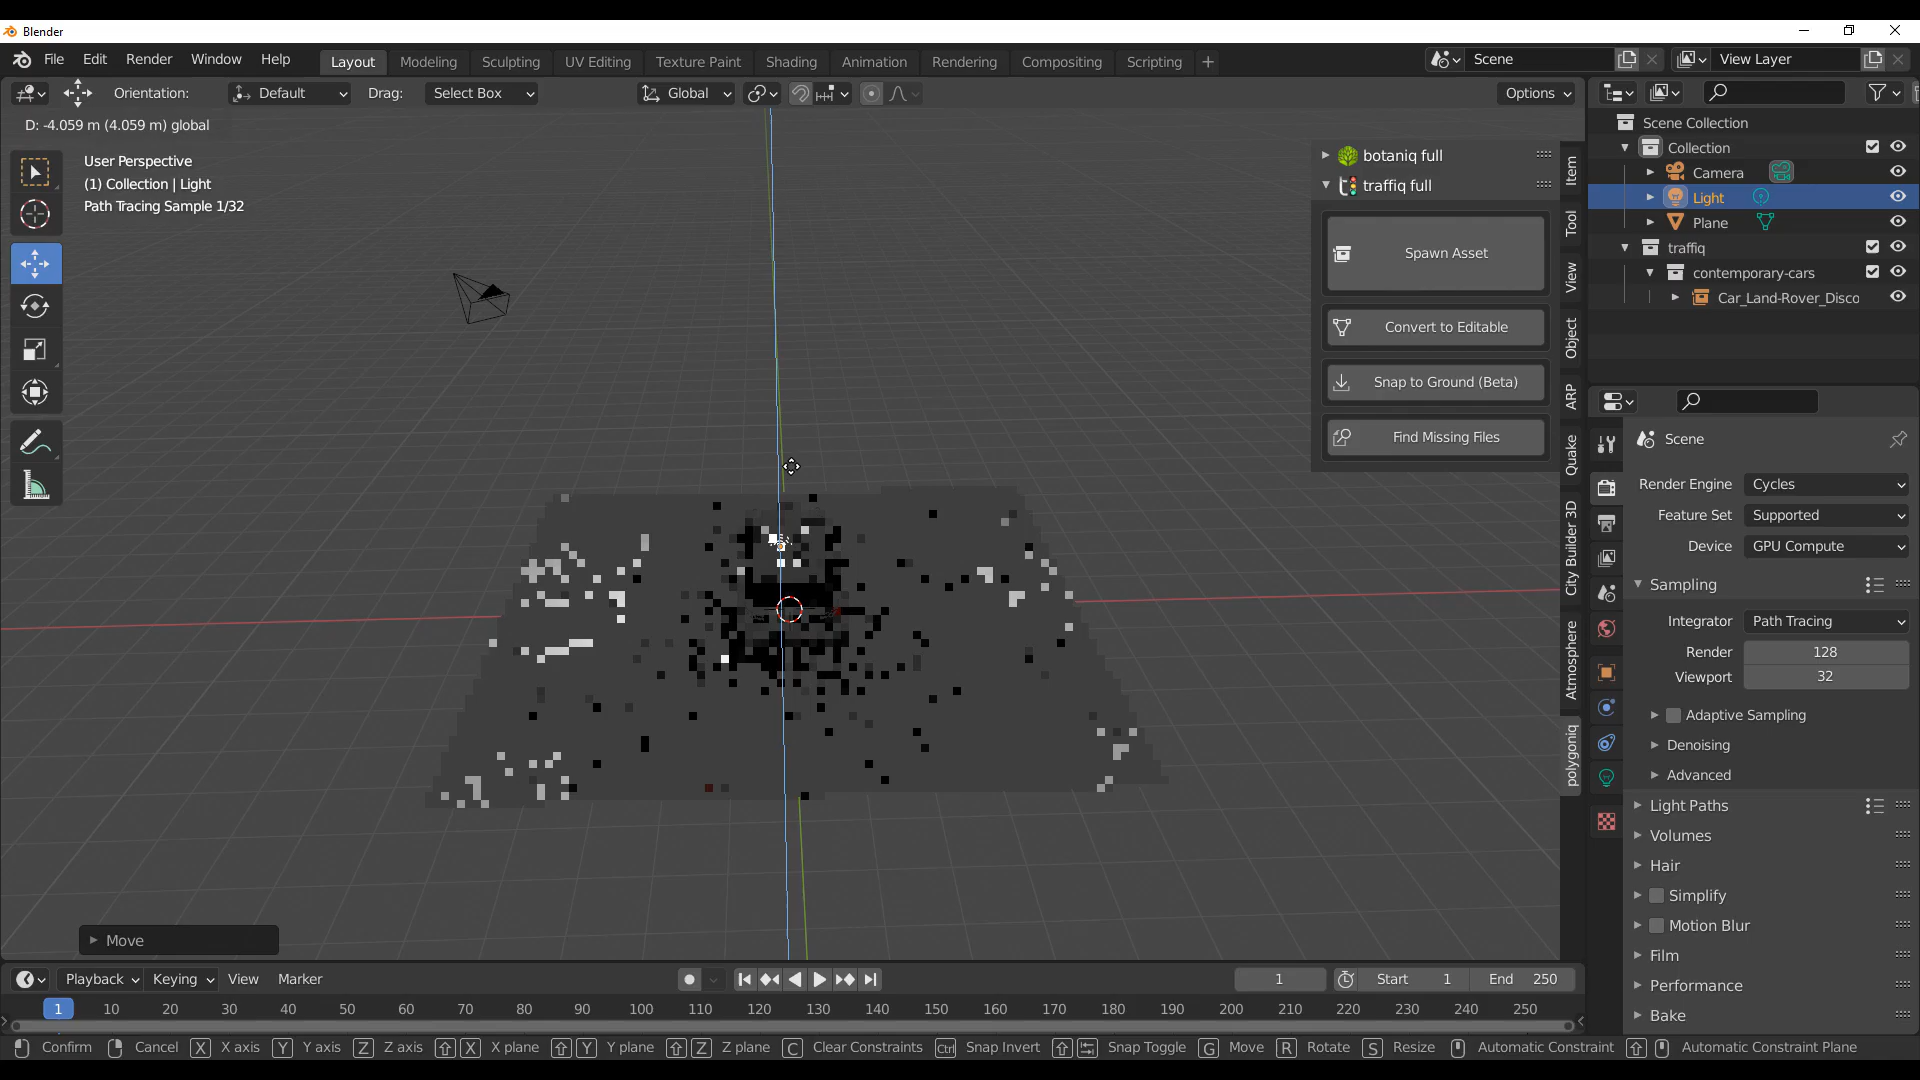 Blender
File Edit Render Window Help Layout Modeling Sculpting UV Editing Texture Paint Shading Animation Rendering Compositing Scripting + Scene View Layer
Orientation: Default Drag: Select Box Global Options
D: -4.059 m (4.059 m) global
User Perspective
(1) Collection | Light
Path Tracing Sample 1/32
botaniq full
traffiq full
Spawn Asset
Convert to Editable
Snap to Ground (Beta)
Find Missing Files
Item
Tool
View
Object
ARP
Quake
City Builder 3D
Atmosphere
polygoniq
Scene Collection
Collection
Camera
Light
Plane
traffiq
contemporary-cars
Car_Land-Rover_Disco
Scene
Render Engine Cycles
Feature Set Supported
Device GPU Compute
Sampling
Integrator Path Tracing
Render 128
Viewport 32
Adaptive Sampling
Denoising
Advanced
Light Paths
Volumes
Hair
Simplify
Motion Blur
Film
Performance
Bake
Move
Playback Keying View Marker 1 Start 1 End 250
1 10 20 30 40 50 60 70 80 90 100 110 120 130 140 150 160 170 180 190 200 210 220 230 240 250
Confirm Cancel X X axis Y Y axis Z Z axis X X plane Y Y plane Z Z plane C Clear Constraints Ctrl Snap Invert Snap Toggle G Move R Rotate S Resize Automatic Constraint Automatic Constraint Plane